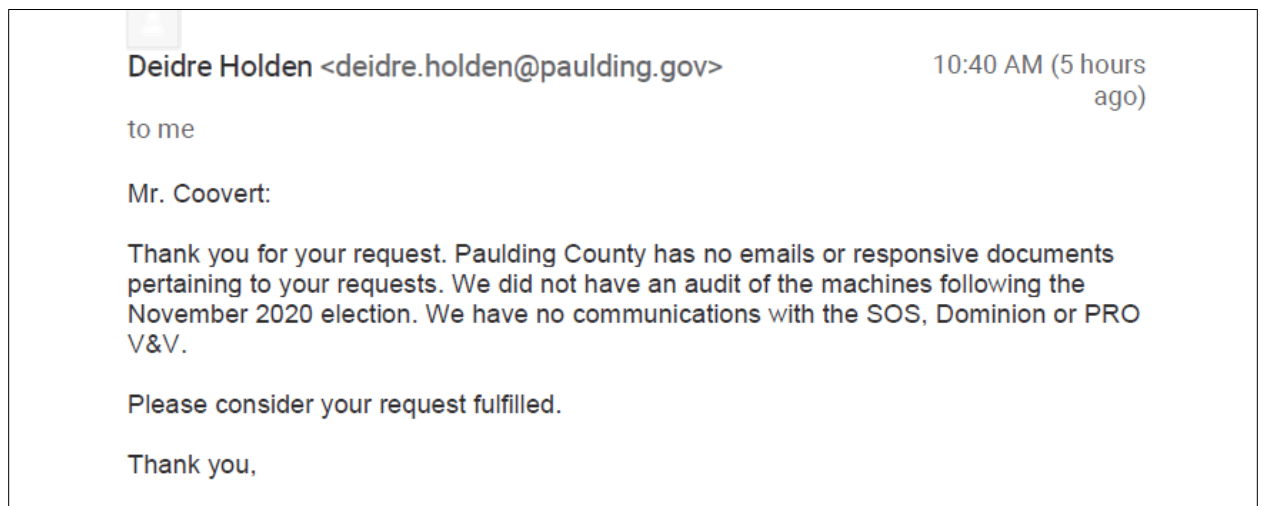 Deidre Holden <deidre.holden@paulding.gov>
10:40 AM (5 hours
ago)
to me
Mr. Coovert:
Thank you for your request. Paulding County has no emails or responsive documents
pertaining to your requests. We did not have an audit of the machines following the
November 2020 election. We have no communications with the SOS, Dominion or PRO
V&V.
Please consider your request fulfilled.
Thank you,